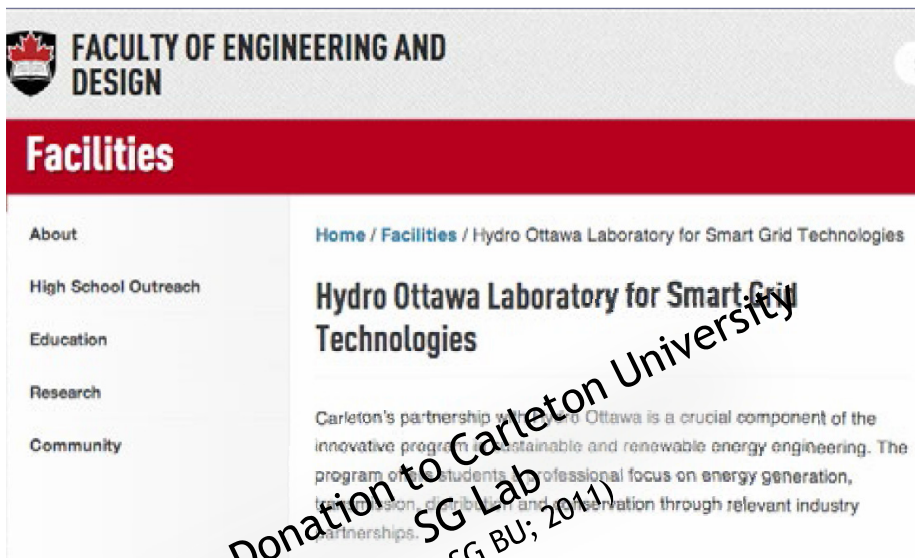 FACULTY OF ENGINEERING AND
DESIGN
Facilities
About
High School Outreach
Education
Research
Community
Home / Facilities / Hydro Ottawa Laboratory for Smart Grid Technologies
Hydro Ottawa Laboratory for Smart Grid
Technologies
Carleton's partnership with Hydro Ottawa is a crucial component of the
innovative program in sustainable and renewable energy engineering. The
program offers students a professional focus on energy generation,
transmission, distribution and conservation through relevant industry
partnerships.
Donation to Carleton University
SG Lab
SG BU; 2011)